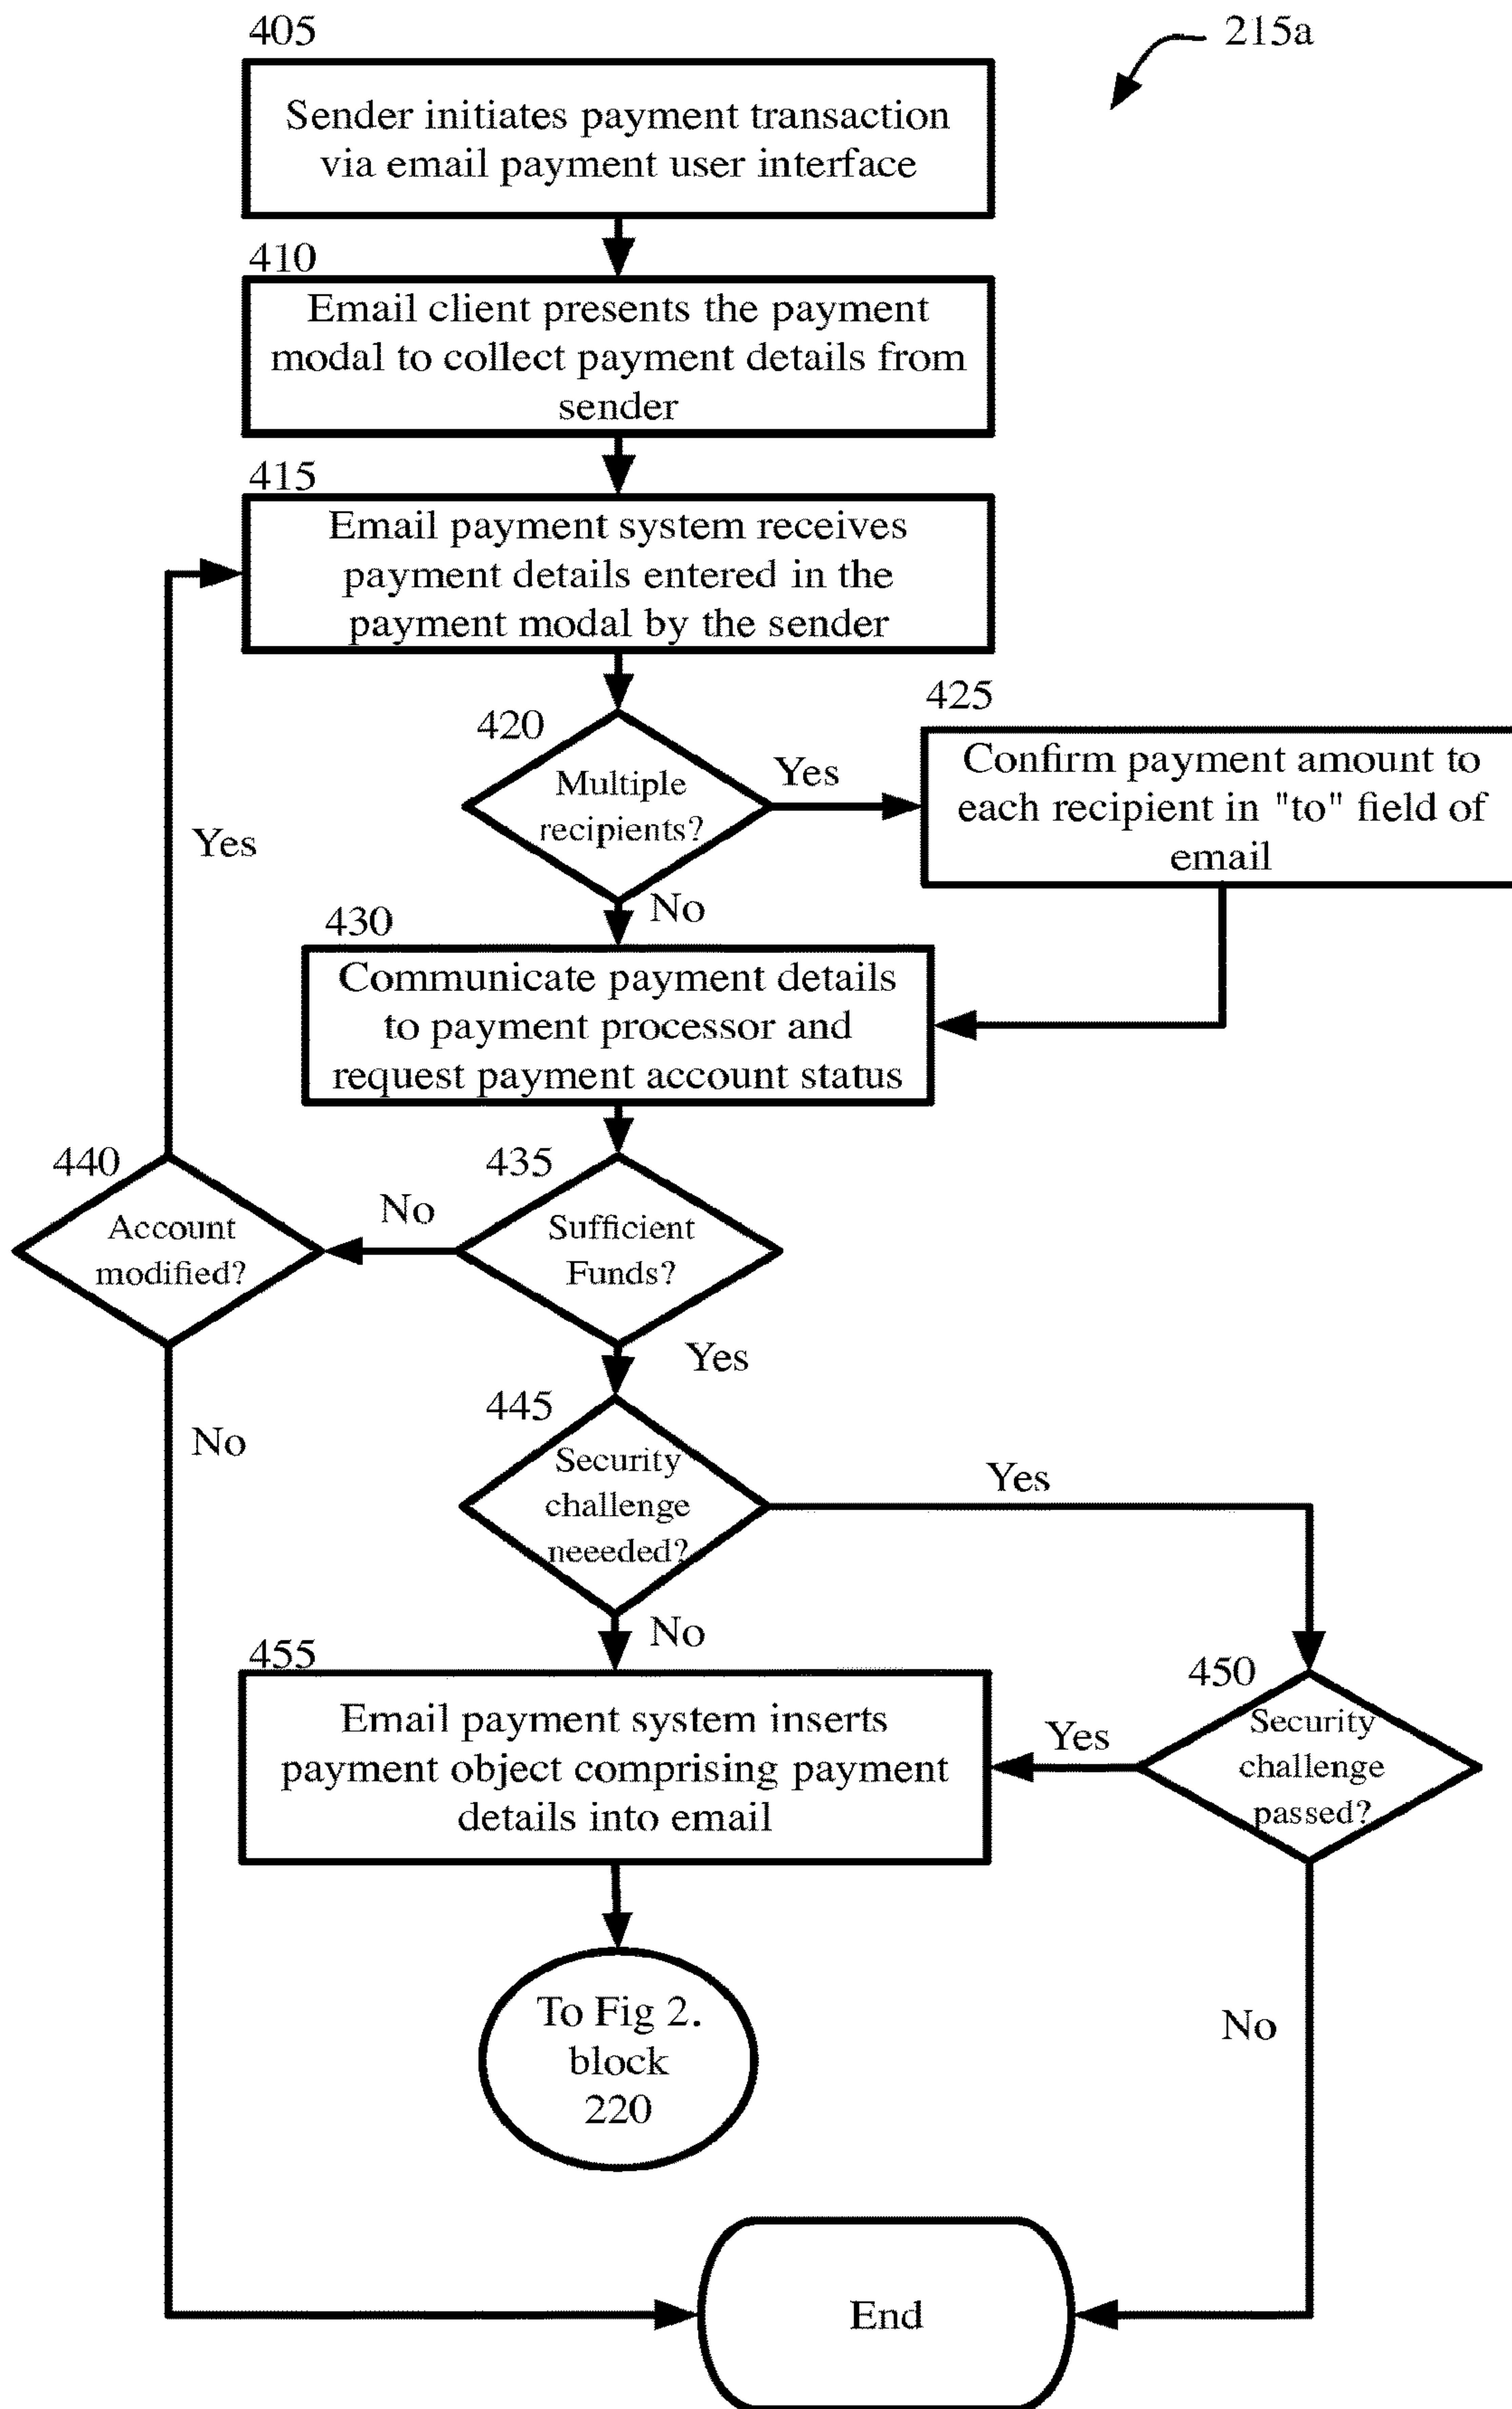 405
215a
Sender initiates payment transaction
via email payment user interface
410
Email client presents the payment
modal to collect payment details from
sender
415
Email payment system receives
payment details entered in the
payment modal by the sender
420
Multiple
recipients?
Yes
425
Confirm payment amount to
each recipient in "to" field of
email
Yes
No
430
Communicate payment details
to payment processor and
request payment account status
440
Account
modified?
No
435
Sufficient
Funds?
Yes
No
445
Security
challenge
neeeded?
Yes
No
455
Email payment system inserts
payment object comprising payment
details into email
Yes
450
Security
challenge
passed?
To Fig 2.
block
220
No
End